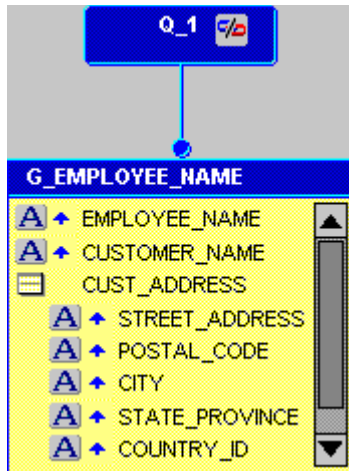 Q_1
G_EMPLOYEE_NAME
A EMPLOYEE_NAME
A CUSTOMER_NAME
CUST_ADDRESS
A STREET_ADDRESS
A POSTAL_CODE
A CITY
A STATE_PROVINCE
A COUNTRY_ID